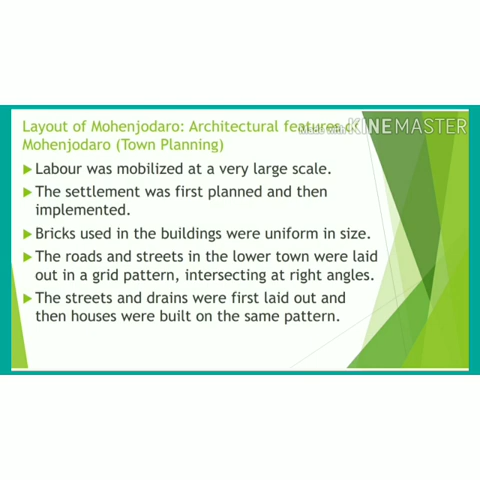 Layout of Mohenjodaro: Architectural features of
Made with KINEMASTER
Mohenjodaro (Town Planning)
Labour was mobilized at a very large scale.
The settlement was first planned and then
implemented.
Bricks used in the buildings were uniform in size.
The roads and streets in the lower town were laid
out in a grid pattern, intersecting at right angles.
The streets and drains were first laid out and
then houses were built on the same pattern.